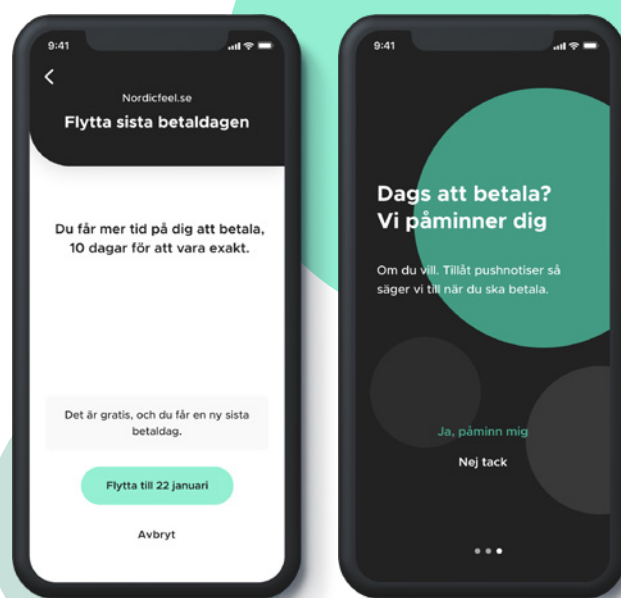 9:41
Nordicfeel.se
Flytta sista betaldagen
Du får mer tid på dig att betala,
10 dagar för att vara exakt.
Det är gratis, och du får en ny sista
betaldag.
Flytta till 22 januari
Avbryt
9:41
Dags att betala?
Vi påminner dig
Om du vill. Tillåt pushnotiser så
säger vi till när du ska betala.
Ja, påminn mig
Nej tack